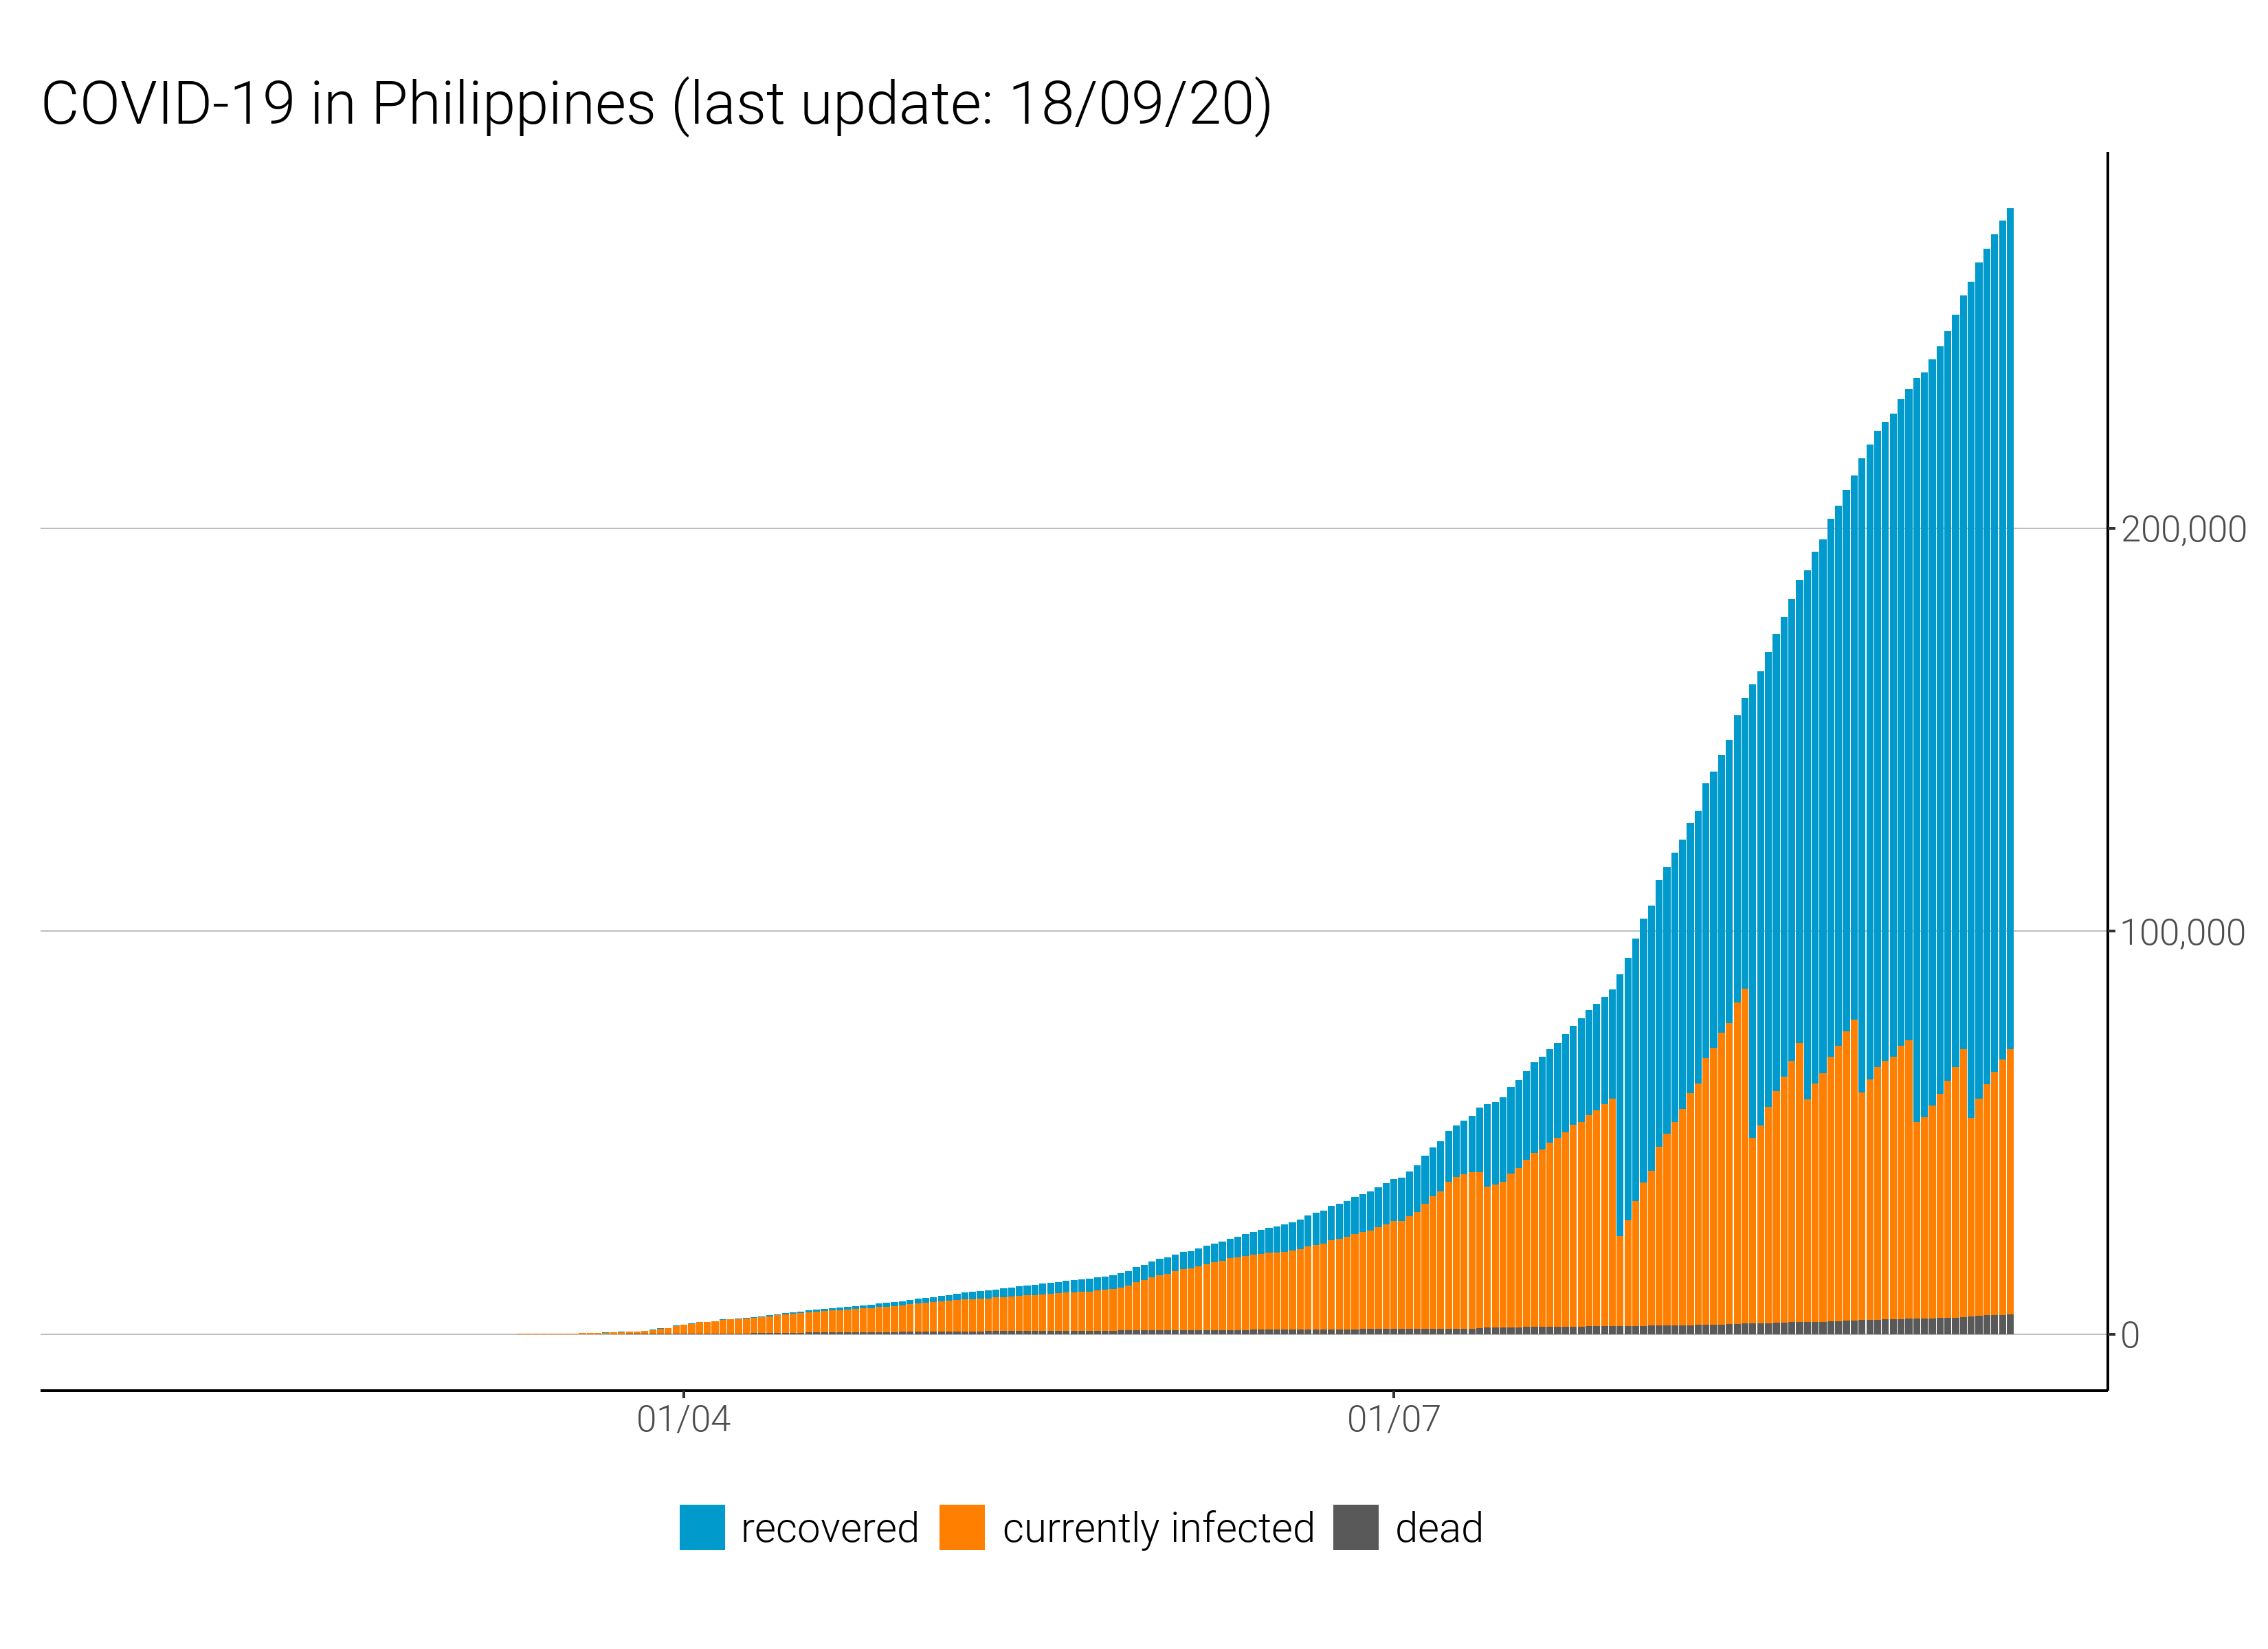 COVID-19 in Philippines (last update: 18/09/20)
200,000
100,000
0
01/04 01/07
recovered currently infected dead